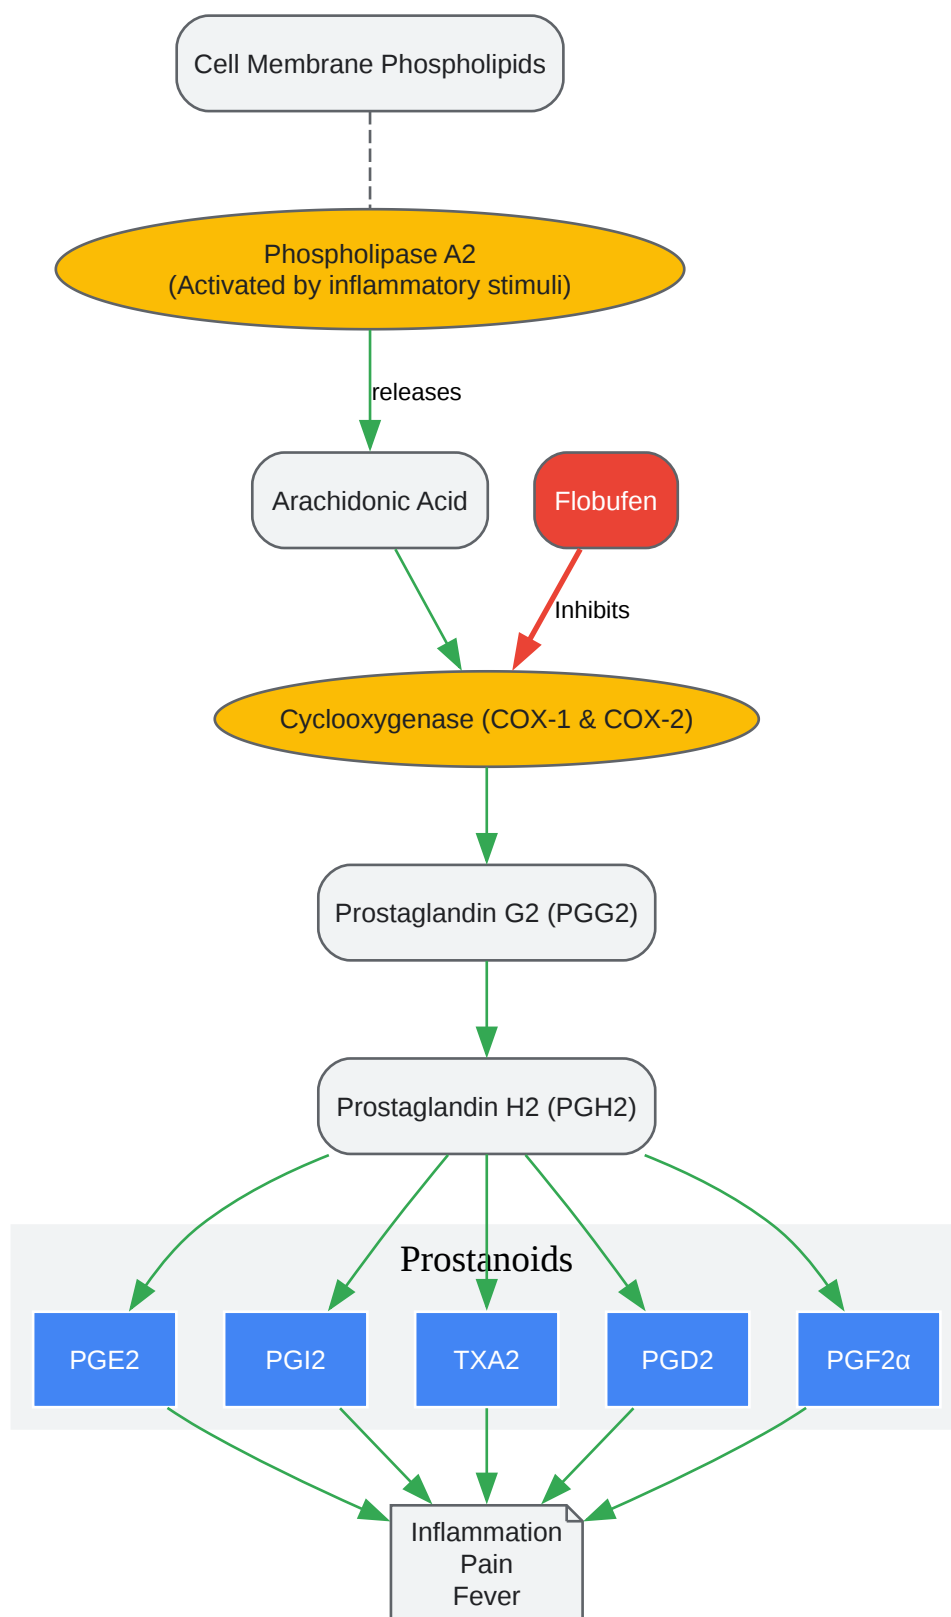 Cell Membrane Phospholipids
Phospholipase A2
(Activated by inflammatory stimuli)
releases
Arachidonic Acid
Flobufen
Inhibits
Cyclooxygenase (COX-1 & COX-2)
Prostaglandin G2 (PGG2)
Prostaglandin H2 (PGH2)
Prostanoids
PGE2
PGI2
TXA2
PGD2
PGF2α
Inflammation
Pain
Fever